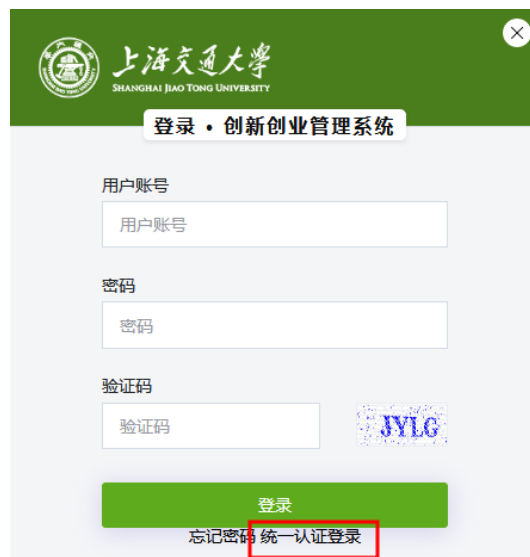 上海交通大學
SHANGHAI JIAO TONG UNIVERSITY
登录 • 创新创业管理系统
用户账号
用户账号
密码
密码
验证码
验证码 JYLG
登录
忘记密码 统一认证登录